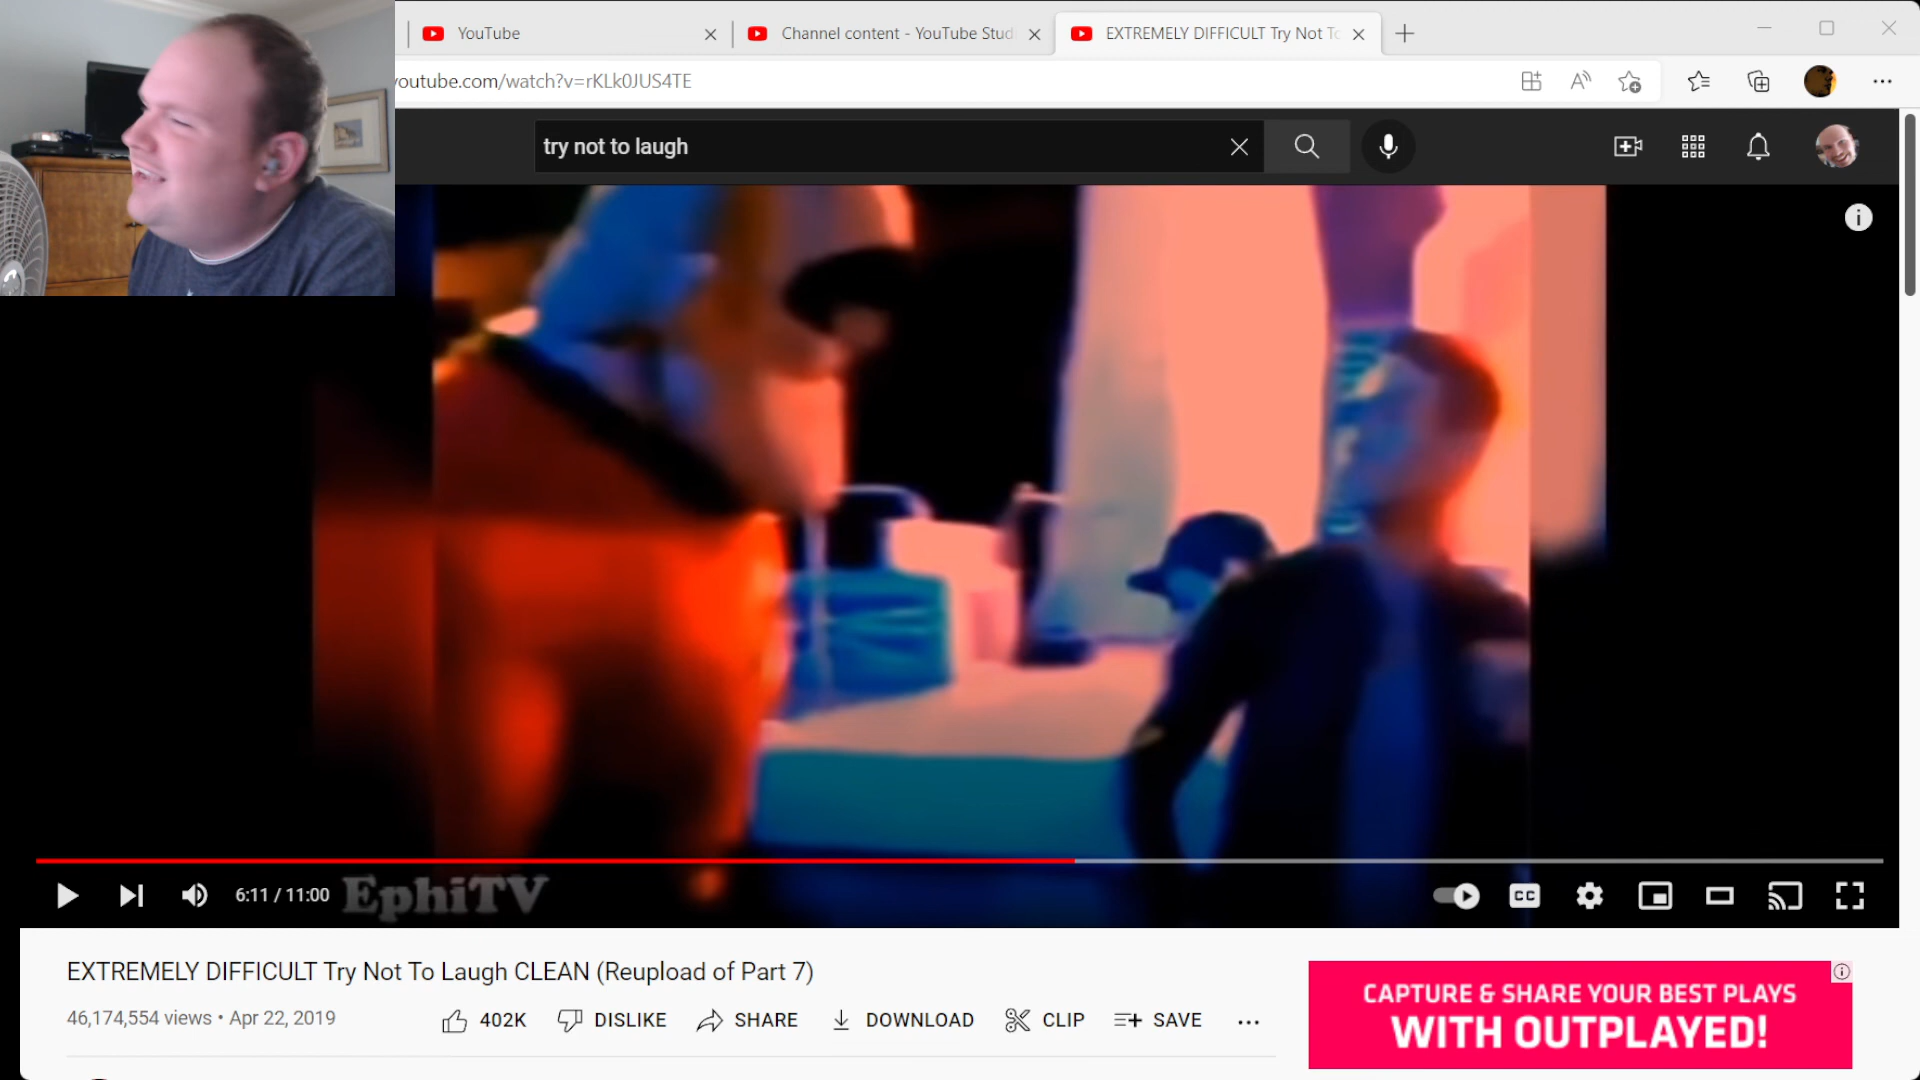 YouTube
Channel content - YouTube Stud
EXTREMELY DIFFICULT Try Not To
youtube.com/watch?v=rKLk0JUS4TE
try not to laugh
6:11 / 11:00
EphiTV
CC
EXTREMELY DIFFICULT Try Not To Laugh CLEAN (Reupload of Part 7)
46,174,554 views • Apr 22, 2019
402K
DISLIKE
SHARE
DOWNLOAD
CLIP
SAVE
CAPTURE & SHARE YOUR BEST PLAYS
WITH OUTPLAYED!